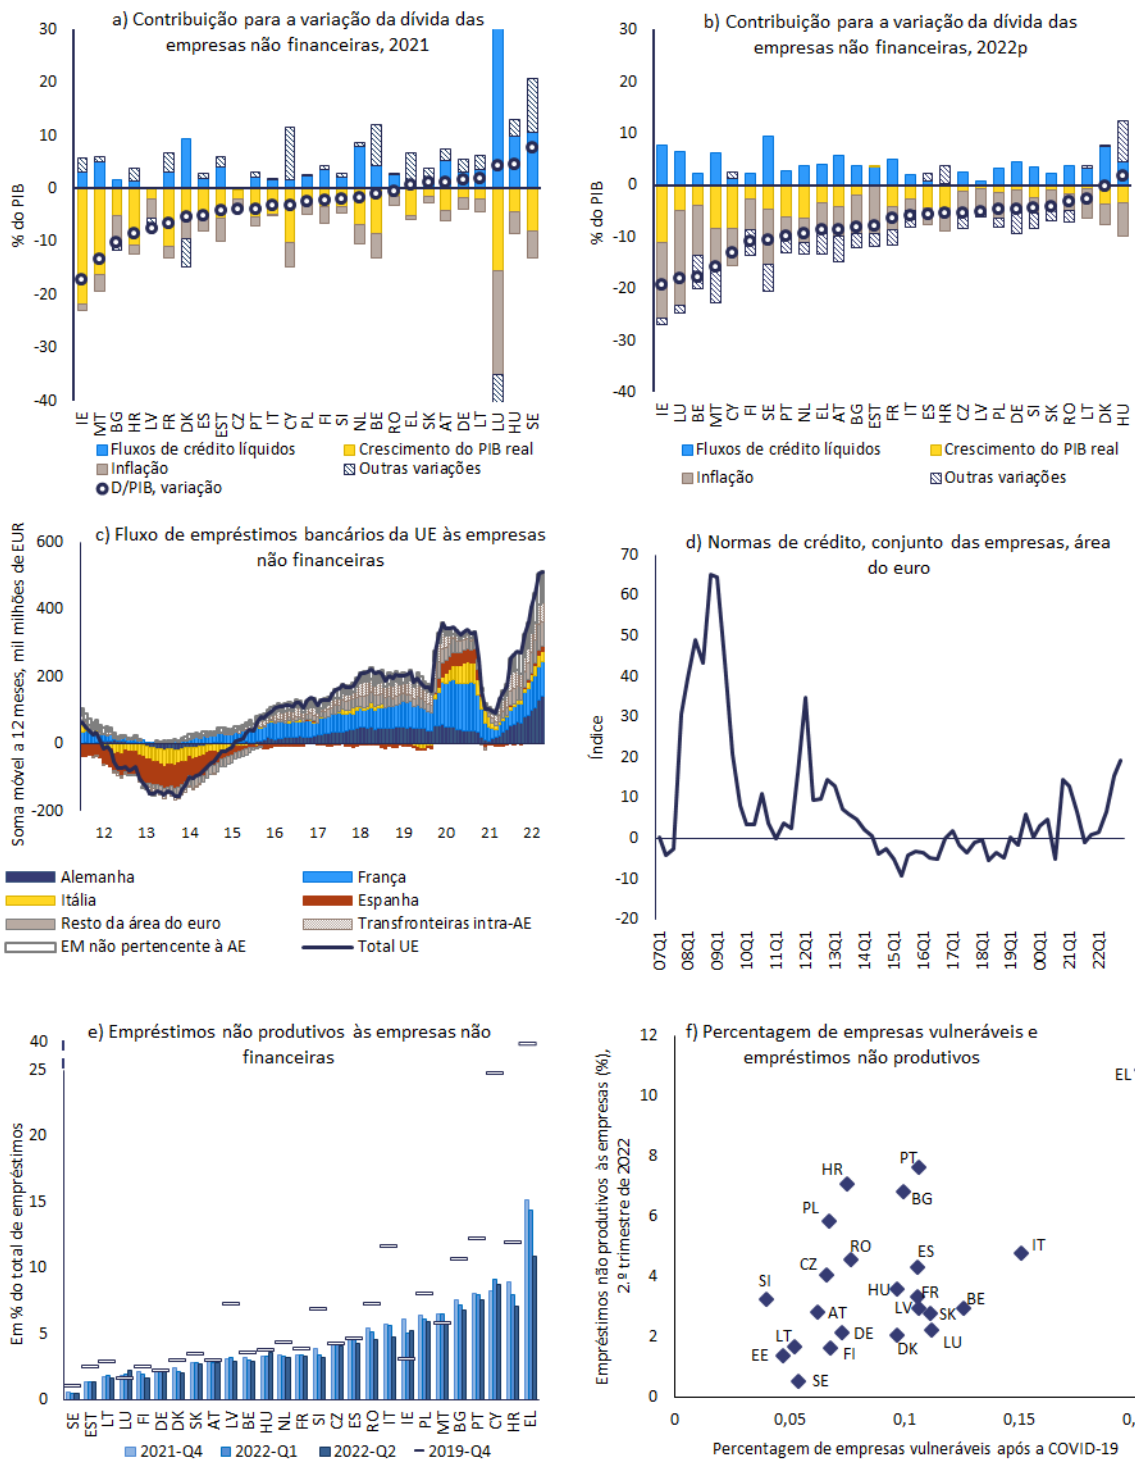 a) Contribuição para a variação da dívida das
empresas não financeiras, 2021
30
20
10
0
-10
-20
-30
-40
% do PIB
IE MT BG HR LV FR DK ES EST CZ PT IT CY PL FI SI NL BE RO EL SK AT DE LT LU HU SE
Fluxos de crédito líquidos
Crescimento do PIB real
Inflação
Outras variações
D/PIB, variação
b) Contribuição para a variação da dívida das
empresas não financeiras, 2022p
30
20
10
0
-10
-20
-30
-40
% do PIB
IE LU BE MT CY FI SE PT NL EL AT BG EST FR IT ES HR CZ LV PL DE SI SK RO LT DK HU
Fluxos de crédito líquidos
Crescimento do PIB real
Inflação
Outras variações
c) Fluxo de empréstimos bancários da UE às empresas
não financeiras
600
400
200
0
-200
Soma móvel a 12 meses, mil milhões de EUR
12 13 14 15 16 17 18 19 20 21 22
Alemanha
França
Itália
Espanha
Resto da área do euro
Transfronteiras intra-AE
EM não pertencente à AE
Total UE
d) Normas de crédito, conjunto das empresas, área
do euro
70
60
50
40
30
20
10
0
-10
-20
Índice
07Q1 08Q1 09Q1 10Q1 11Q1 12Q1 13Q1 14Q1 15Q1 16Q1 17Q1 18Q1 19Q1 00Q1 21Q1 22Q1
e) Empréstimos não produtivos às empresas não
financeiras
40
25
20
15
10
5
0
Em % do total de empréstimos
SE EST LT LU FI DE DK SK AT LV BE HU NL FR SI CZ ES RO IT IE PL MT BG PT CY HR EL
2021-Q4
2022-Q1
2022-Q2
2019-Q4
f) Percentagem de empresas vulneráveis e
empréstimos não produtivos
12
10
8
6
4
2
0
Empréstimos não produtivos às empresas (%),
2.º trimestre de 2022
EL
PT
HR
BG
PL
IT
RO
ES
CZ
SI
HU
FR
BE
LV
SK
AT
LU
DE
DK
LT
FI
EE
SE
0 0,05 0,1 0,15 0,
Percentagem de empresas vulneráveis após a COVID-19